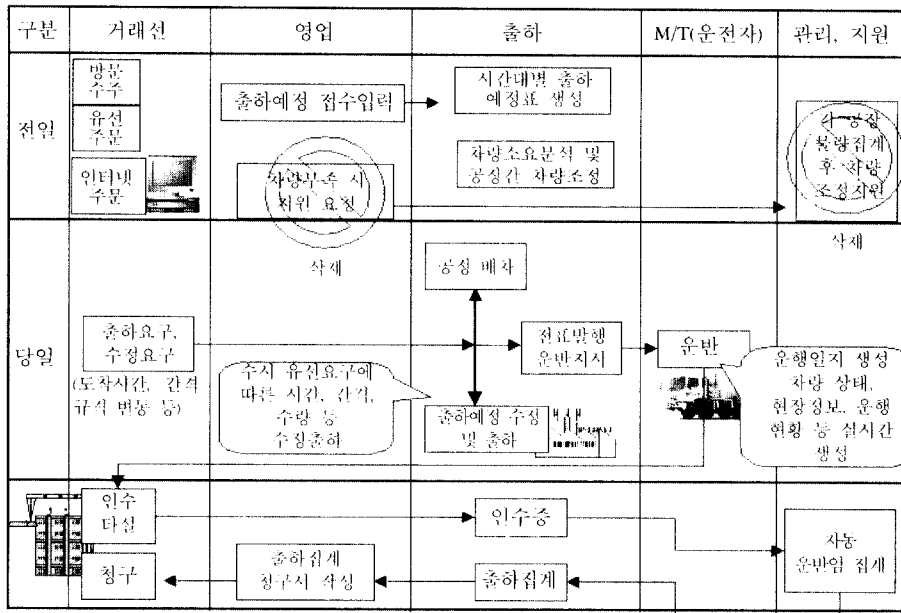 구분 거래선 영업 출하 M/T(운전자) 관리, 지원
전일
방문
수주
유선
주문
인터넷
주문
출하예정 접수입력
차량부족 시
지원 요청
삭제
시간대별 출하
예정표 생성
차량소요분석 및
공장간 차량조정
각 공장
물량집계
후 차량
조정지원
삭제
당일
출하요구,
수정요구
(도착시간, 간격
규격 변동 등)
수시 유선요구에
따른 시간, 간격,
수량 등
수정출하
공정 배차
전표발행
운반지시
출하예정 수정
및 출하
운반
운행일지 생성
차량 상태,
현장정보, 운행
현황 등 실시간
생성
인수
타설
인수증
자동
운반임 집계
청구
출하집계
청구서 작성
출하집계